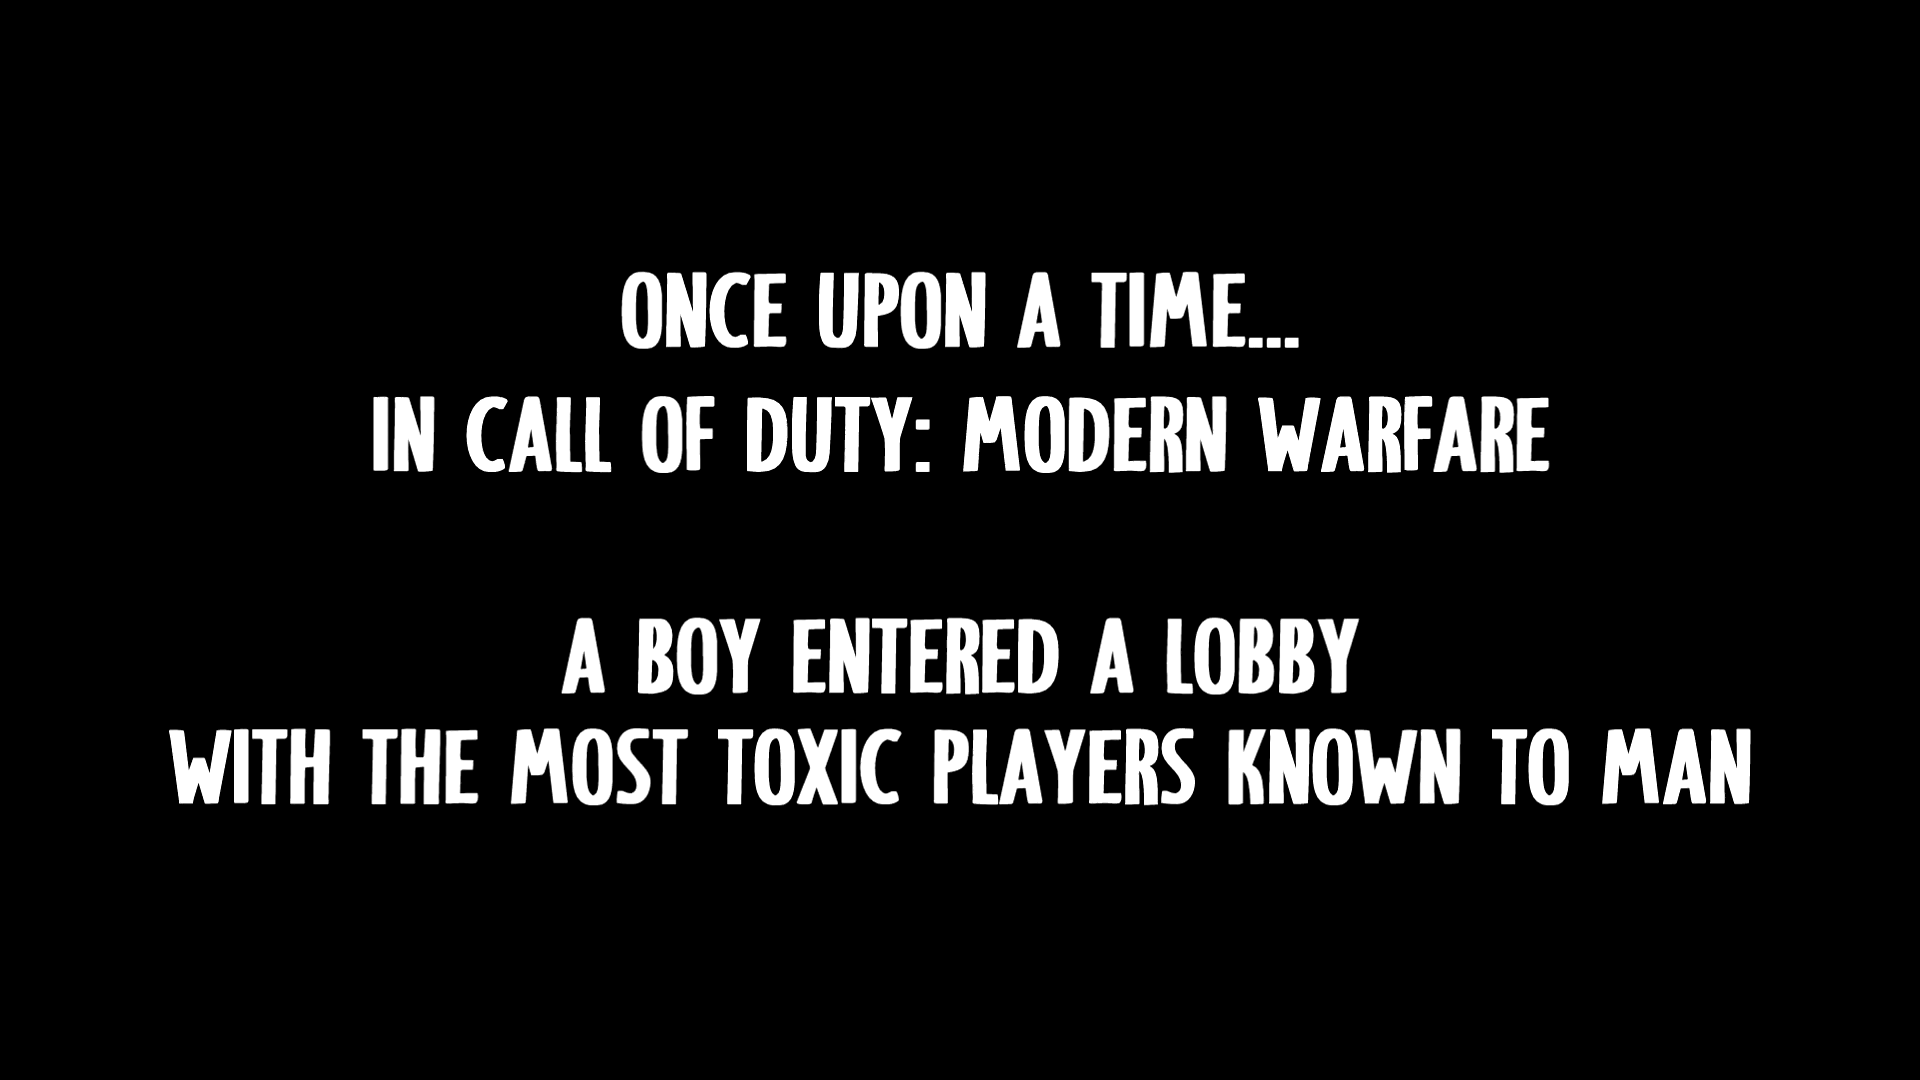 ONCE UPON A TIME...
IN CALL OF DUTY: MODERN WARFARE
A BOY ENTERED A LOBBY
WITH THE MOST TOXIC PLAYERS KNOWN TO MAN